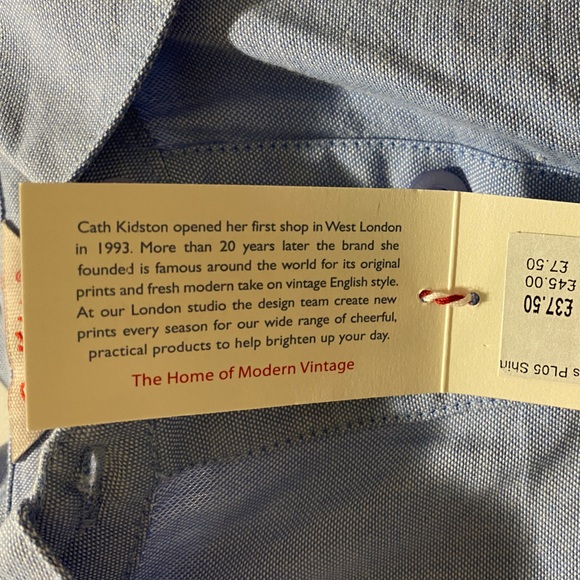 Cath Kidston opened her first shop in West London
in 1993. More than 20 years later the brand she
founded is famous around the world for its original
prints and fresh modern take on vintage English style.
At our London studio the design team create new
prints every season for our wide range of cheerful,
practical products to help brighten up your day.
The Home of Modern Vintage
s PL05 Shirt
£37.50
£45.00
£7.50